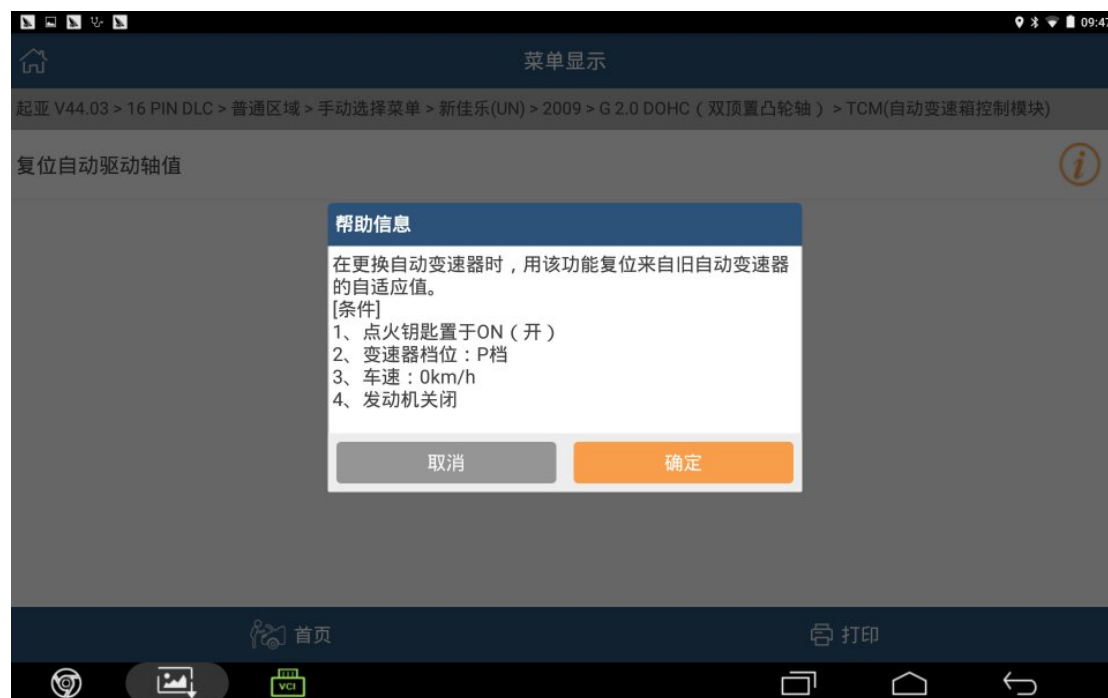 09:47
菜单显示
起亚 V44.03 > 16 PIN DLC > 普通区域 > 手动选择菜单 > 新佳乐(UN) > 2009 > G 2.0 DOHC（双顶置凸轮轴）> TCM(自动变速箱控制模块)
复位自动驱动轴值
帮助信息
在更换自动变速器时，用该功能复位来自旧自动变速器
的自适应值。
[条件]
1、点火钥匙置于ON（开）
2、变速器档位：P档
3、车速：0km/h
4、发动机关闭
取消
确定
首页
打印
VCI